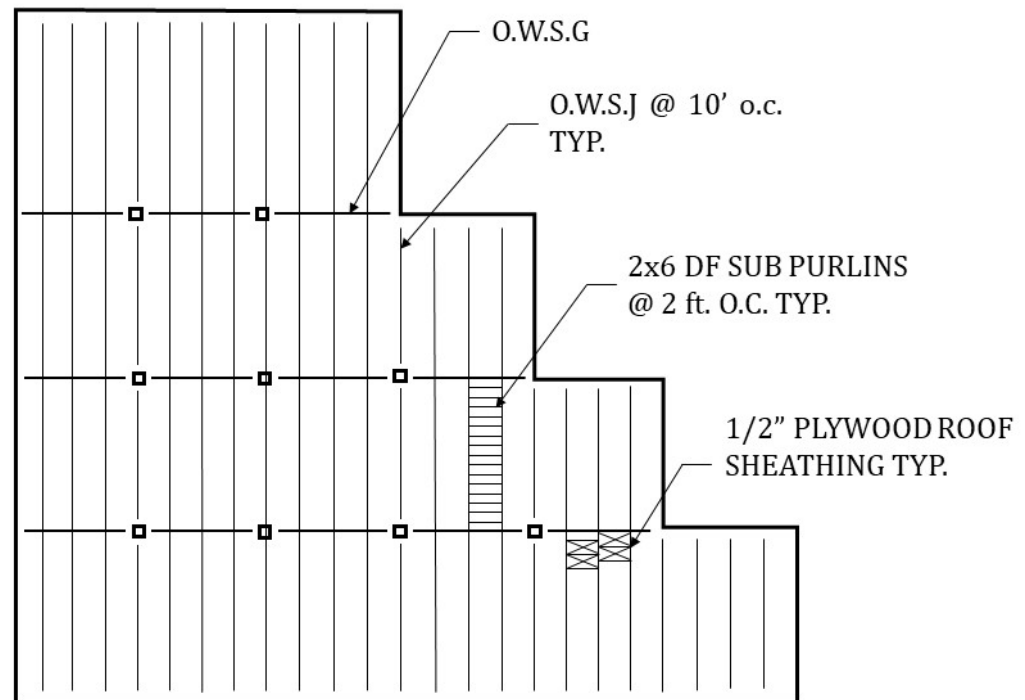 O.W.S.G
O.W.S.J @ 10’ o.c.
TYP.
2x6 DF SUB PURLINS
@ 2 ft. O.C. TYP.
1/2” PLYWOOD ROOF
SHEATHING TYP.